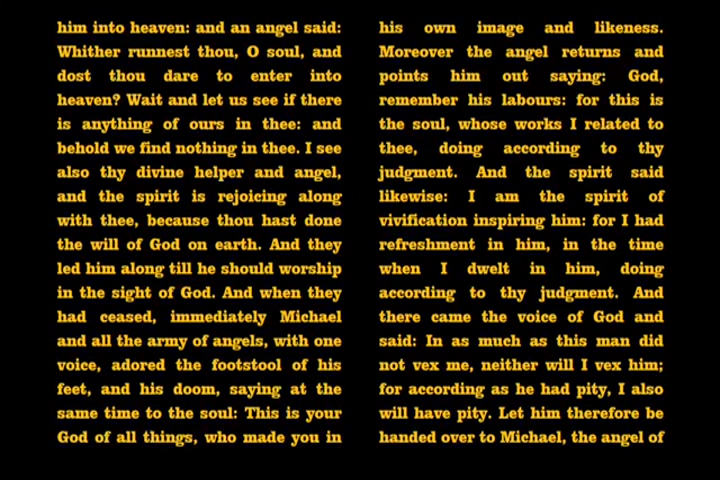 him into heaven: and an angel said:
Whither runnest thou, O soul, and
dost thou dare to enter into
heaven? Wait and let us see if there
is anything of ours in thee: and
behold we find nothing in thee. I see
also thy divine helper and angel,
and the spirit is rejoicing along
with thee, because thou hast done
the will of God on earth. And they
led him along till he should worship
in the sight of God. And when they
had ceased, immediately Michael
and all the army of angels, with one
voice, adored the footstool of his
feet, and his doom, saying at the
same time to the soul: This is your
God of all things, who made you in
his own image and likeness.
Moreover the angel returns and
points him out saying: God,
remember his labours: for this is
the soul, whose works I related to
thee, doing according to thy
judgment. And the spirit said
likewise: I am the spirit of
vivification inspiring him: for I had
refreshment in him, in the time
when I dwelt in him, doing
according to thy judgment. And
there came the voice of God and
said: In as much as this man did
not vex me, neither will I vex him;
for according as he had pity, I also
will have pity. Let him therefore be
handed over to Michael, the angel of